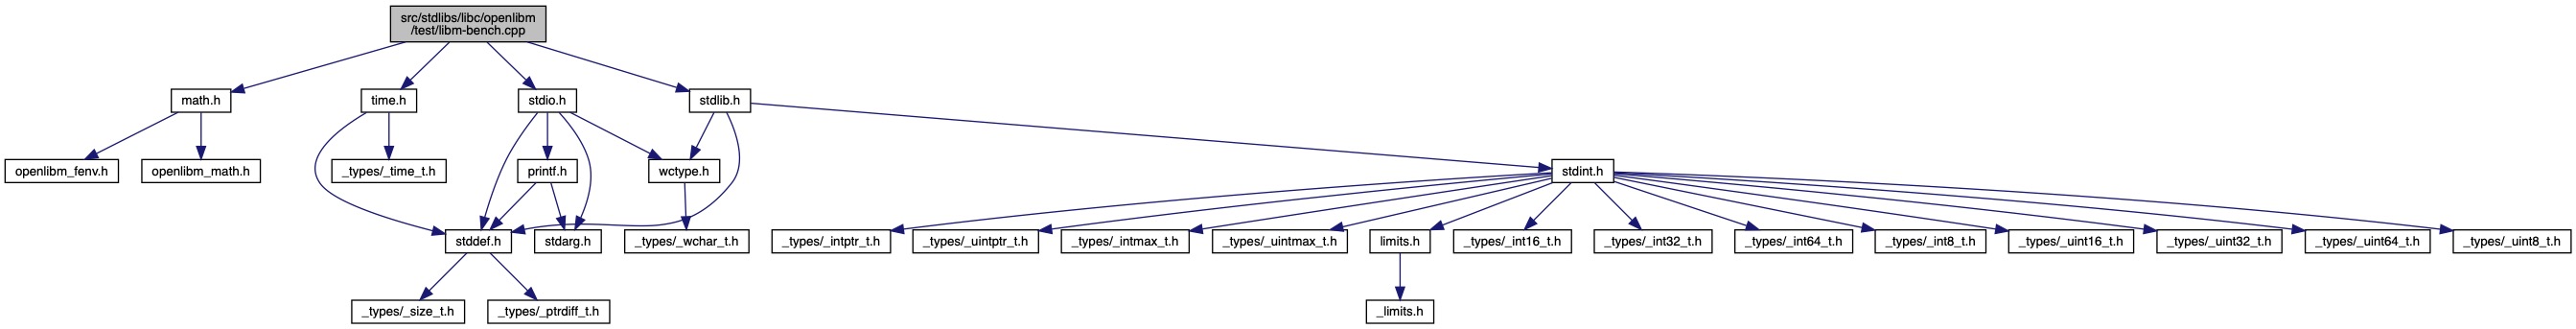 src/stdlibs/libc/openlibm
/test/libm-bench.cpp
math.h
time.h
stdio.h
stdlib.h
openlibm_fenv.h
openlibm_math.h
_types/_time_t.h
printf.h
wctype.h
stdint.h
stddef.h
stdarg.h
_types/_wchar_t.h
_types/_intptr_t.h
_types/_uintptr_t.h
_types/_intmax_t.h
_types/_uintmax_t.h
limits.h
_types/_int16_t.h
_types/_int32_t.h
_types/_int64_t.h
_types/_int8_t.h
_types/_uint16_t.h
_types/_uint32_t.h
_types/_uint64_t.h
_types/_uint8_t.h
_types/_size_t.h
_types/_ptrdiff_t.h
_limits.h